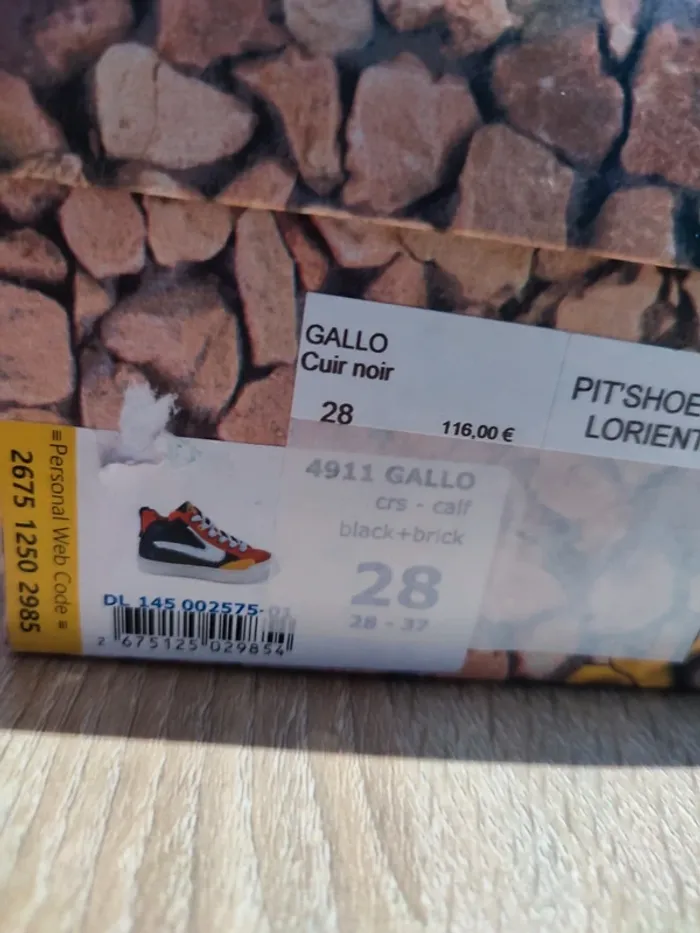 GALLO
Cuir noir
28
116,00 €
PIT'SHOE
LORIENT
4911 GALLO
crs - calf
black+brick
28
28 - 37
≡ Personal Web Code ≡
2675 1250 2985
DL 145 002575-01
2 675125 029854